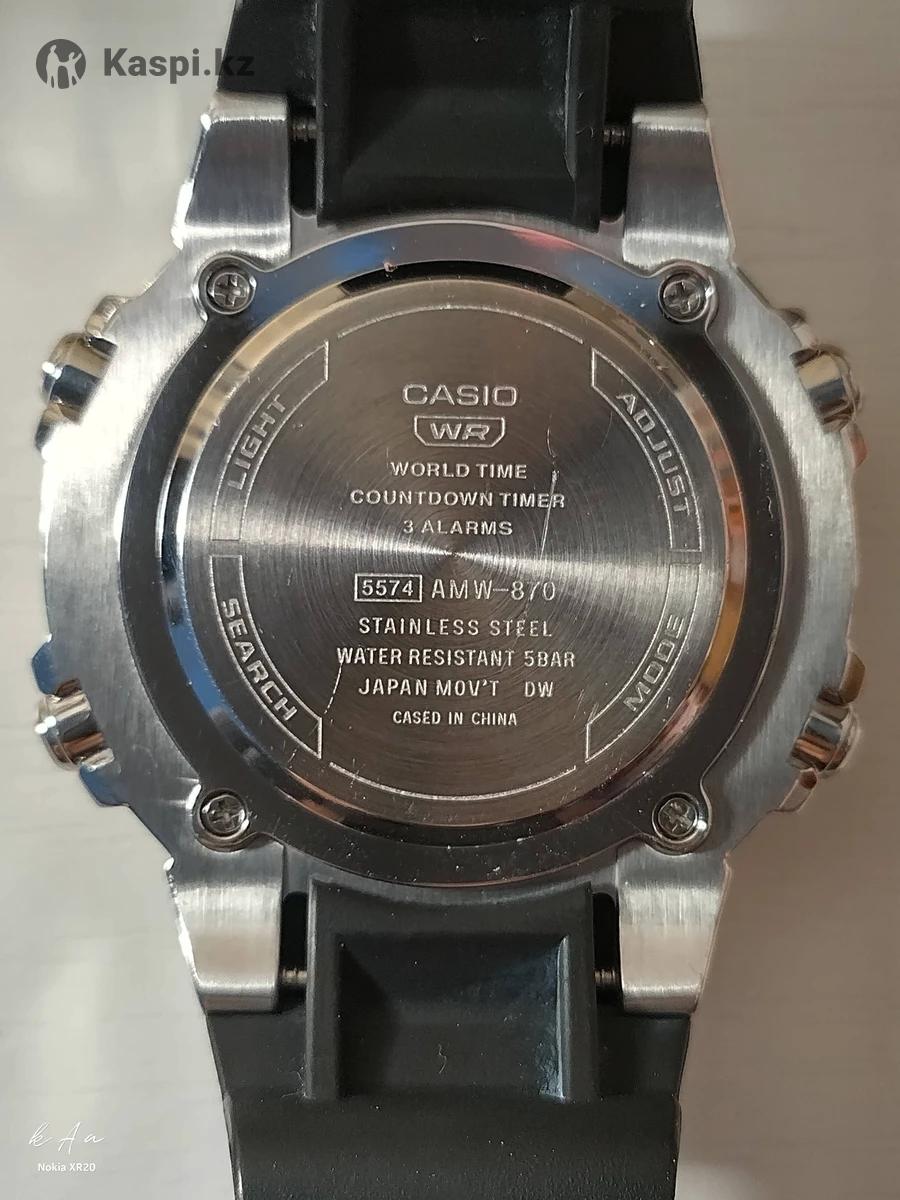 Kaspi.kz
CASIO
WR
WORLD TIME
COUNTDOWN TIMER
3 ALARMS
5574 AMW-870
STAINLESS STEEL
WATER RESISTANT 5BAR
JAPAN MOV'T DW
CASED IN CHINA
LIGHT
ADJUST
SEARCH
MODE
k A a
Nokia XR20